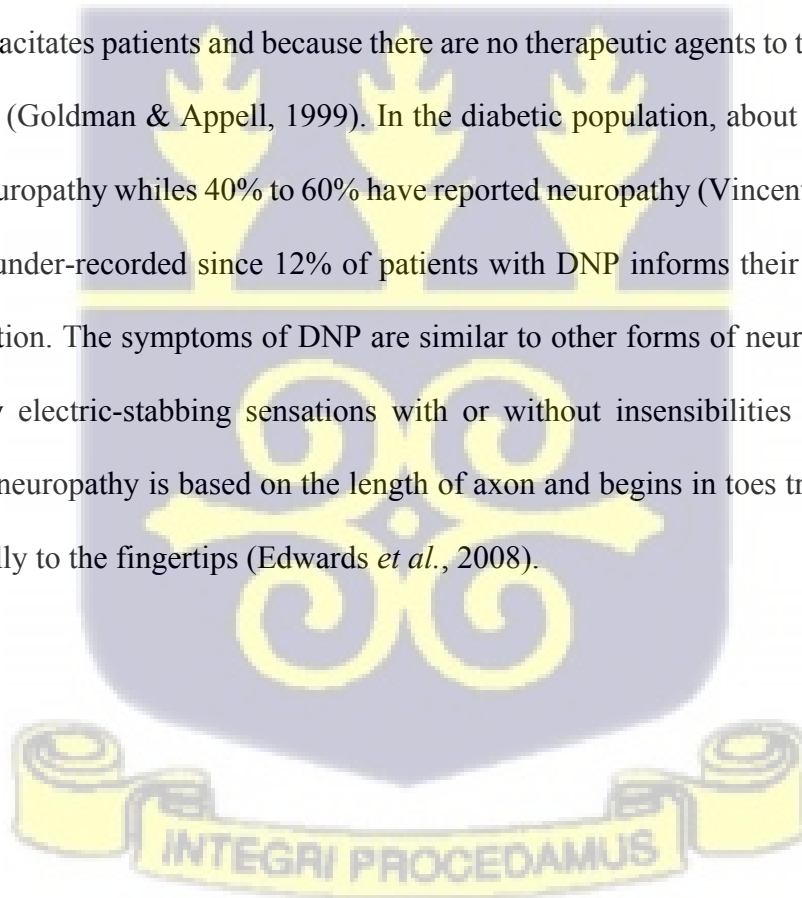 acitates patients and because there are no therapeutic agents to t
(Goldman & Appell, 1999). In the diabetic population, about
uropathy whiles 40% to 60% have reported neuropathy (Vincent
under-recorded since 12% of patients with DNP informs their
tion. The symptoms of DNP are similar to other forms of neur
electric-stabbing sensations with or without insensibilities
neuropathy is based on the length of axon and begins in toes tr
lly to the fingertips (Edwards et al., 2008).
INTEGRI PROCEDAMUS